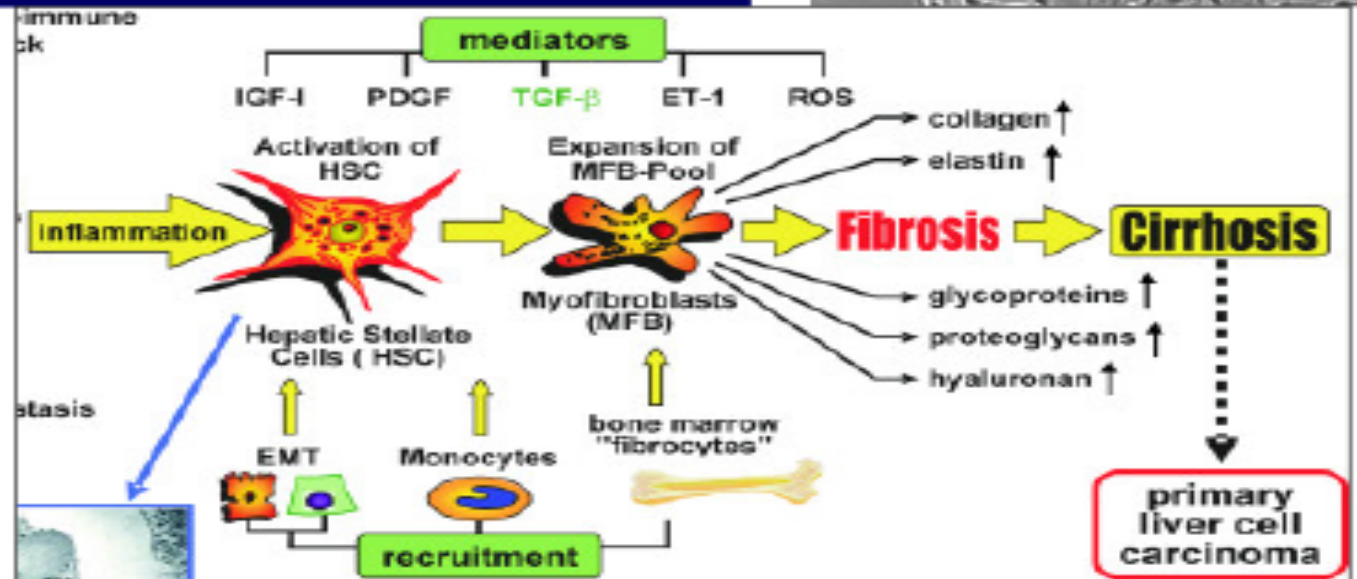 -immune
ck
mediators
IGF-I PDGF TGF-β ET-1 ROS
Activation of
HSC
Expansion of
MFB-Pool
collagen ↑
elastin ↑
inflammation
Fibrosis
Cirrhosis
Hepatic Stellate
Cells ( HSC)
Myofibroblasts
(MFB)
glycoproteins ↑
proteoglycans ↑
hyaluronan ↑
stasis
EMT
Monocytes
bone marrow
"fibrocytes"
recruitment
primary
liver cell
carcinoma